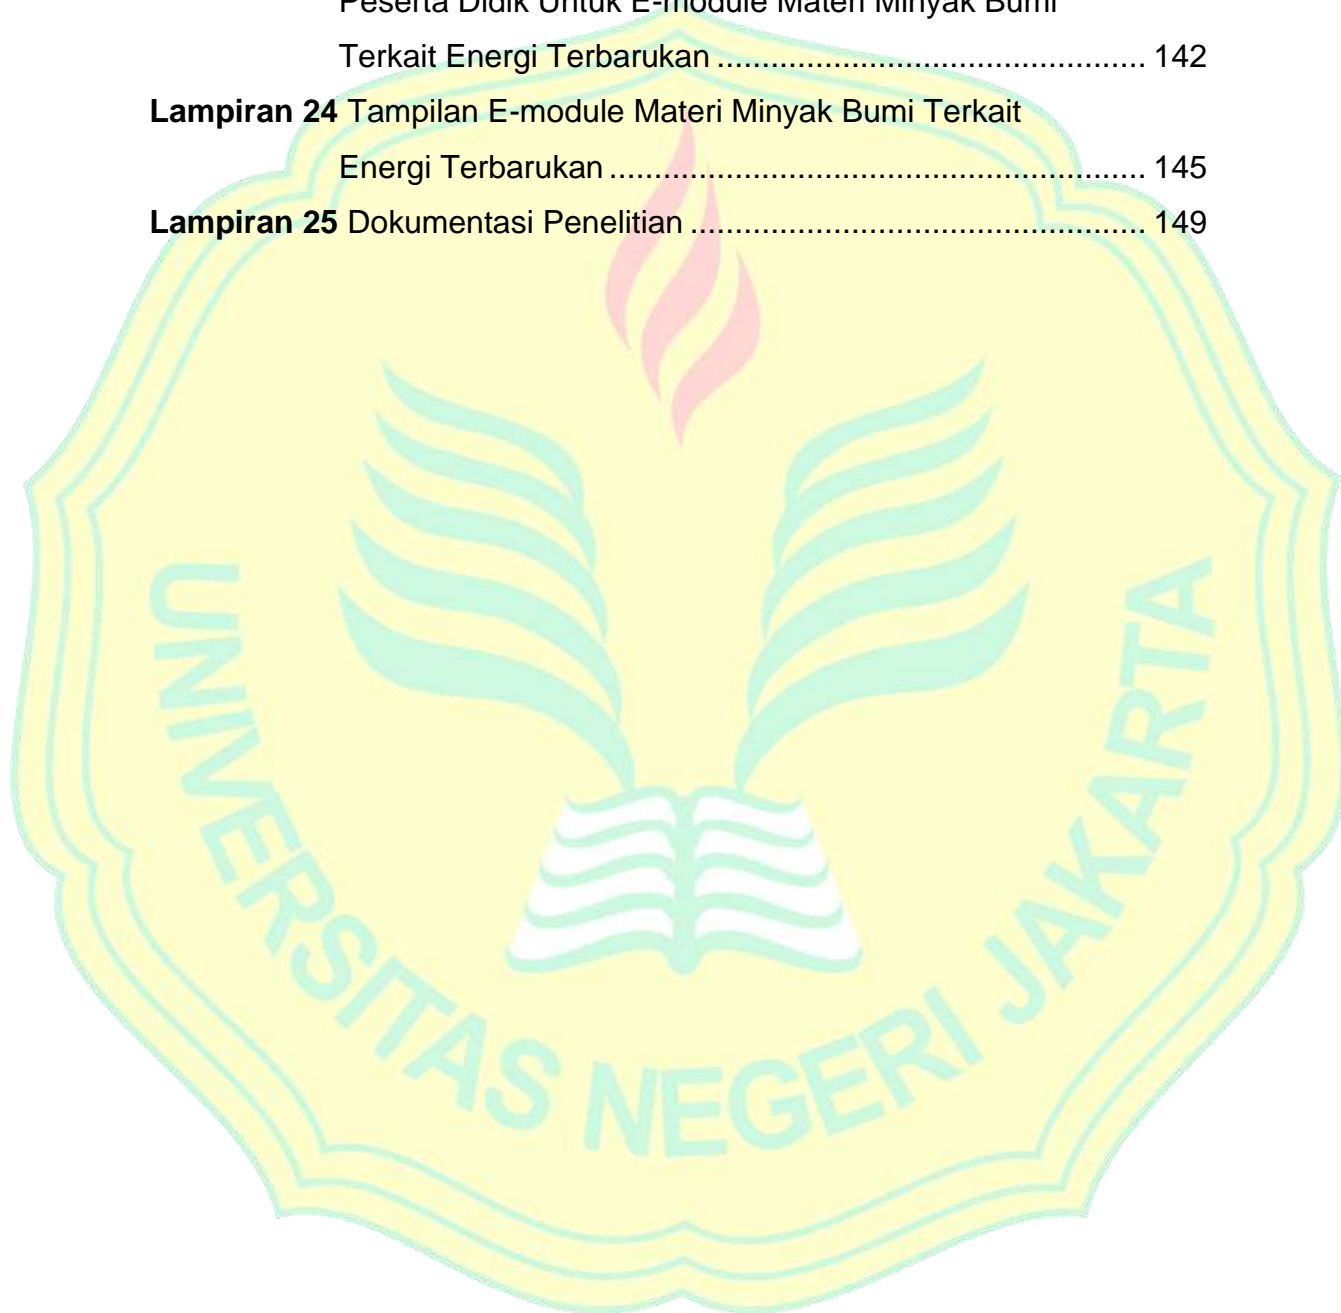 Peserta Didik Untuk E-module Materi Minyak Bumi
Terkait Energi Terbarukan ................................................ 142
Lampiran 24 Tampilan E-module Materi Minyak Bumi Terkait
Energi Terbarukan ............................................................ 145
Lampiran 25 Dokumentasi Penelitian ................................................... 149
UNIVERSITAS NEGERI JAKARTA